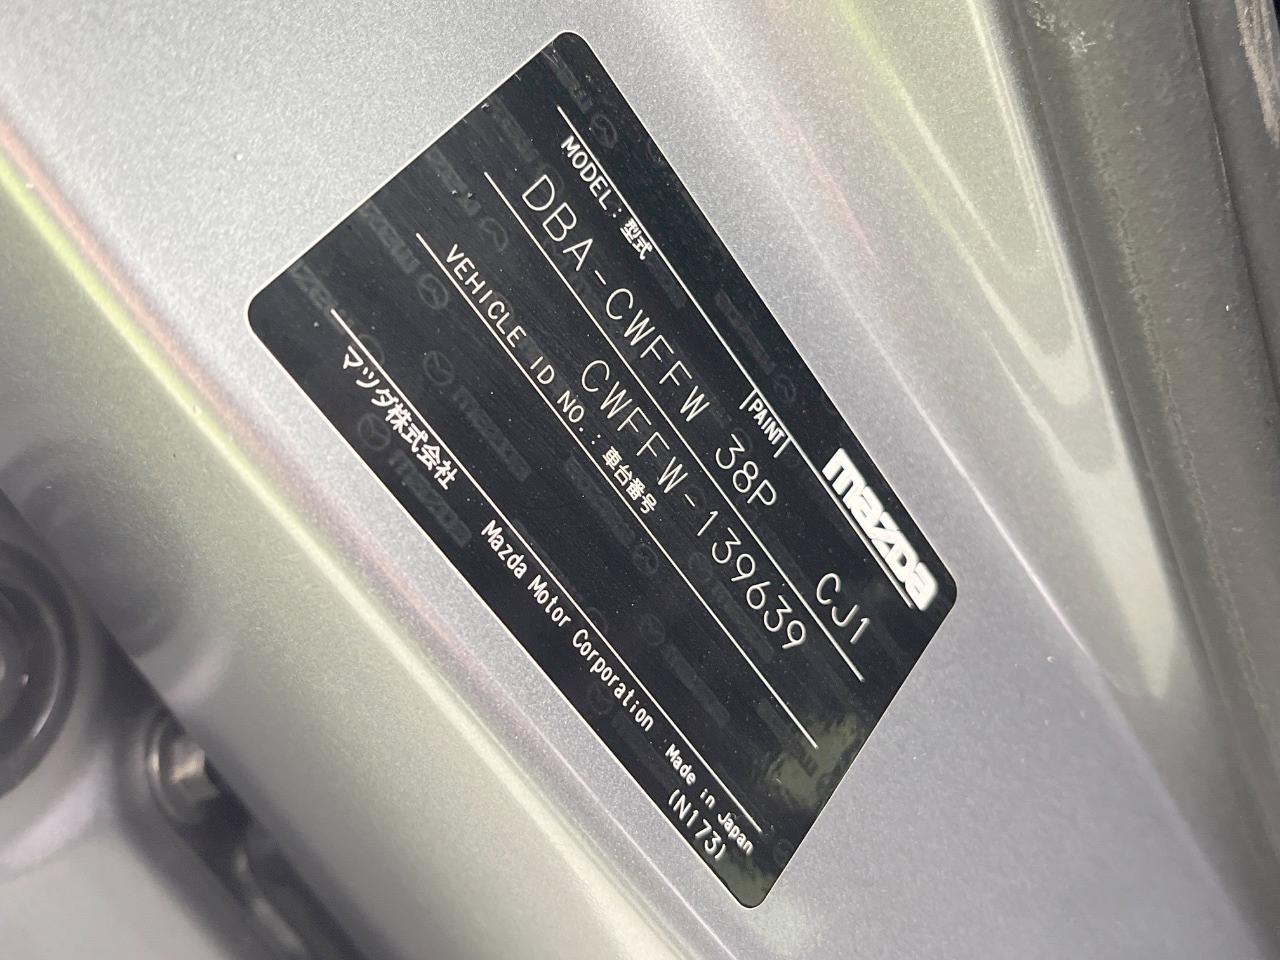 mazda
MODEL:型式
PAINT
DBA-CWFFW 38P CJ1
CWFFW-139639
VEHICLE ID NO.:車台番号
マツダ株式会社 Mazda Motor Corporation Made in Japan
(N173)